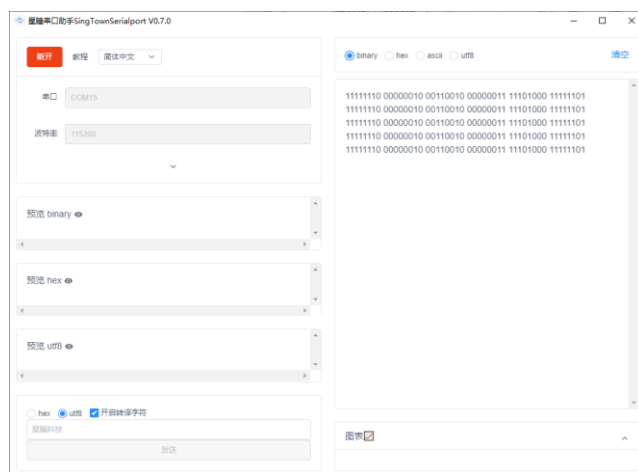 星瞳串口助手SingTownSerialport V0.7.0
断开 教程 简体中文
串口 COM15
波特率 115200
预览 binary
预览 hex
预览 utf8
hex utf8 开启转译字符
星瞳科技
发送
binary hex ascii utf8 清空
11111110 00000010 00110010 00000011 11101000 11111101
11111110 00000010 00110010 00000011 11101000 11111101
11111110 00000010 00110010 00000011 11101000 11111101
11111110 00000010 00110010 00000011 11101000 11111101
11111110 00000010 00110010 00000011 11101000 11111101
图表